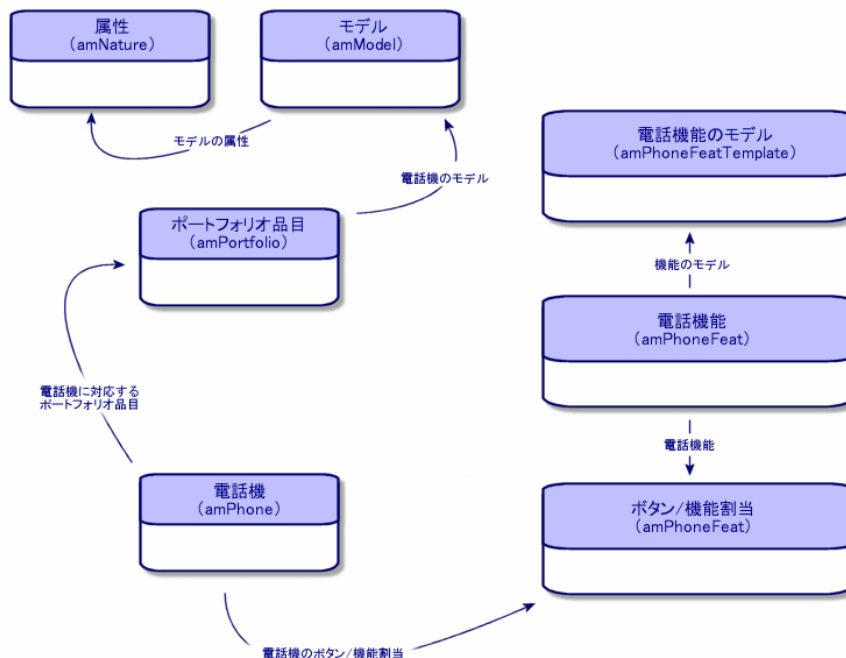 属性
(amNature)
モデル
(amModel)
モデルの属性
電話機のモデル
ポートフォリオ品目
(amPortfolio)
電話機に対応する
ポートフォリオ品目
電話機
(amPhone)
電話機のボタン/機能割当
電話機能のモデル
(amPhoneFeatTemplate)
機能のモデル
電話機能
(amPhoneFeat)
電話機能
ボタン/機能割当
(amPhoneFeat)